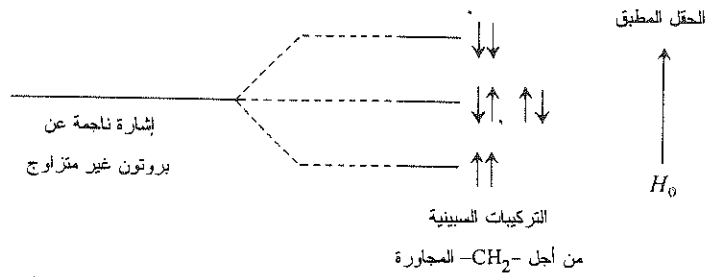 الحقل المطبق
إشارة ناجمة عن
بروتون غير متزاوج
H₀
التركيبات السبينية
من أجل -CH₂- المجاورة